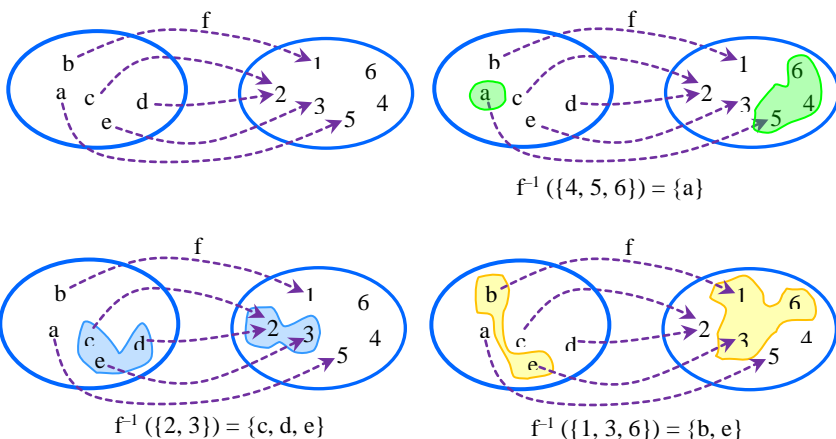 f
b
1
6
a
c
d
2
3
4
e
5
f
b
1
6
a
c
d
2
3
4
e
5
f⁻¹ ({4, 5, 6}) = {a}
f
b
1
6
a
c
d
2
3
4
e
5
f⁻¹ ({2, 3}) = {c, d, e}
f
b
1
6
a
c
d
2
3
4
e
5
f⁻¹ ({1, 3, 6}) = {b, e}